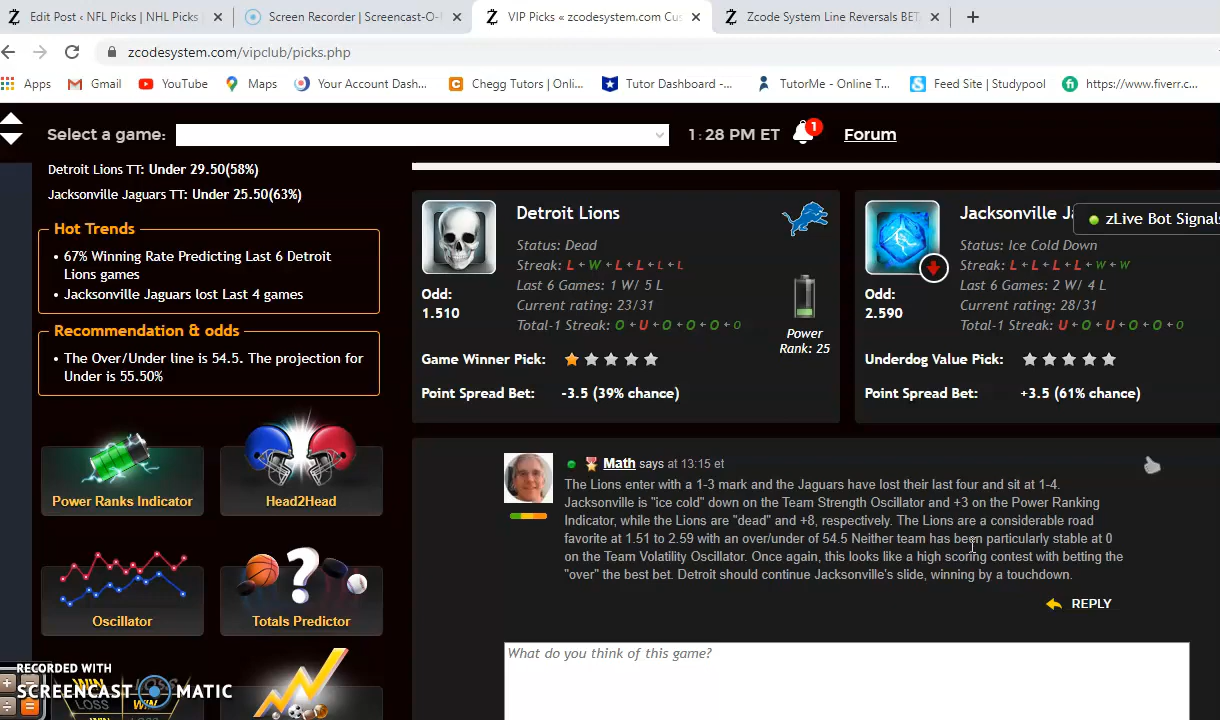 Edit Post ‹ NFL Picks | NHL Picks
Screen Recorder | Screencast-O-
VIP Picks « zcodesystem.com Cus
Zcode System Line Reversals BET
zcodesystem.com/vipclub/picks.php
Apps
Gmail
YouTube
Maps
Your Account Dash...
Chegg Tutors | Onli...
Tutor Dashboard -...
TutorMe - Online T...
Feed Site | Studypool
https://www.fiverr.c...
Select a game:
1:28 PM ET
1
Forum
Detroit Lions TT: Under 29.50(58%)
Jacksonville Jaguars TT: Under 25.50(63%)
Hot Trends
67% Winning Rate Predicting Last 6 Detroit
Lions games
Jacksonville Jaguars lost Last 4 games
Recommendation & odds
The Over/Under line is 54.5. The projection for
Under is 55.50%
Power Ranks Indicator
Head2Head
Oscillator
Totals Predictor
RECORDED WITH
SCREENCAST MATIC
LOSS
WIN
Detroit Lions
Status: Dead
Streak: L - W - L - L - L - L
Last 6 Games: 1 W/ 5 L
Current rating: 23/31
Total-1 Streak: O - U - O - O - O - O
Odd:
1.510
Power
Rank: 25
Game Winner Pick:
Point Spread Bet: -3.5 (39% chance)
Jacksonville Ja
zLive Bot Signals
Status: Ice Cold Down
Streak: L - L - L - L - W - W
Last 6 Games: 2 W/ 4 L
Current rating: 28/31
Total-1 Streak: U - O - U - O - O - O
Odd:
2.590
Underdog Value Pick:
Point Spread Bet: +3.5 (61% chance)
Math says at 13:15 et
The Lions enter with a 1-3 mark and the Jaguars have lost their last four and sit at 1-4.
Jacksonville is "ice cold" down on the Team Strength Oscillator and +3 on the Power Ranking
Indicator, while the Lions are "dead" and +8, respectively. The Lions are a considerable road
favorite at 1.51 to 2.59 with an over/under of 54.5 Neither team has been particularly stable at 0
on the Team Volatility Oscillator. Once again, this looks like a high scoring contest with betting the
"over" the best bet. Detroit should continue Jacksonville's slide, winning by a touchdown.
REPLY
What do you think of this game?